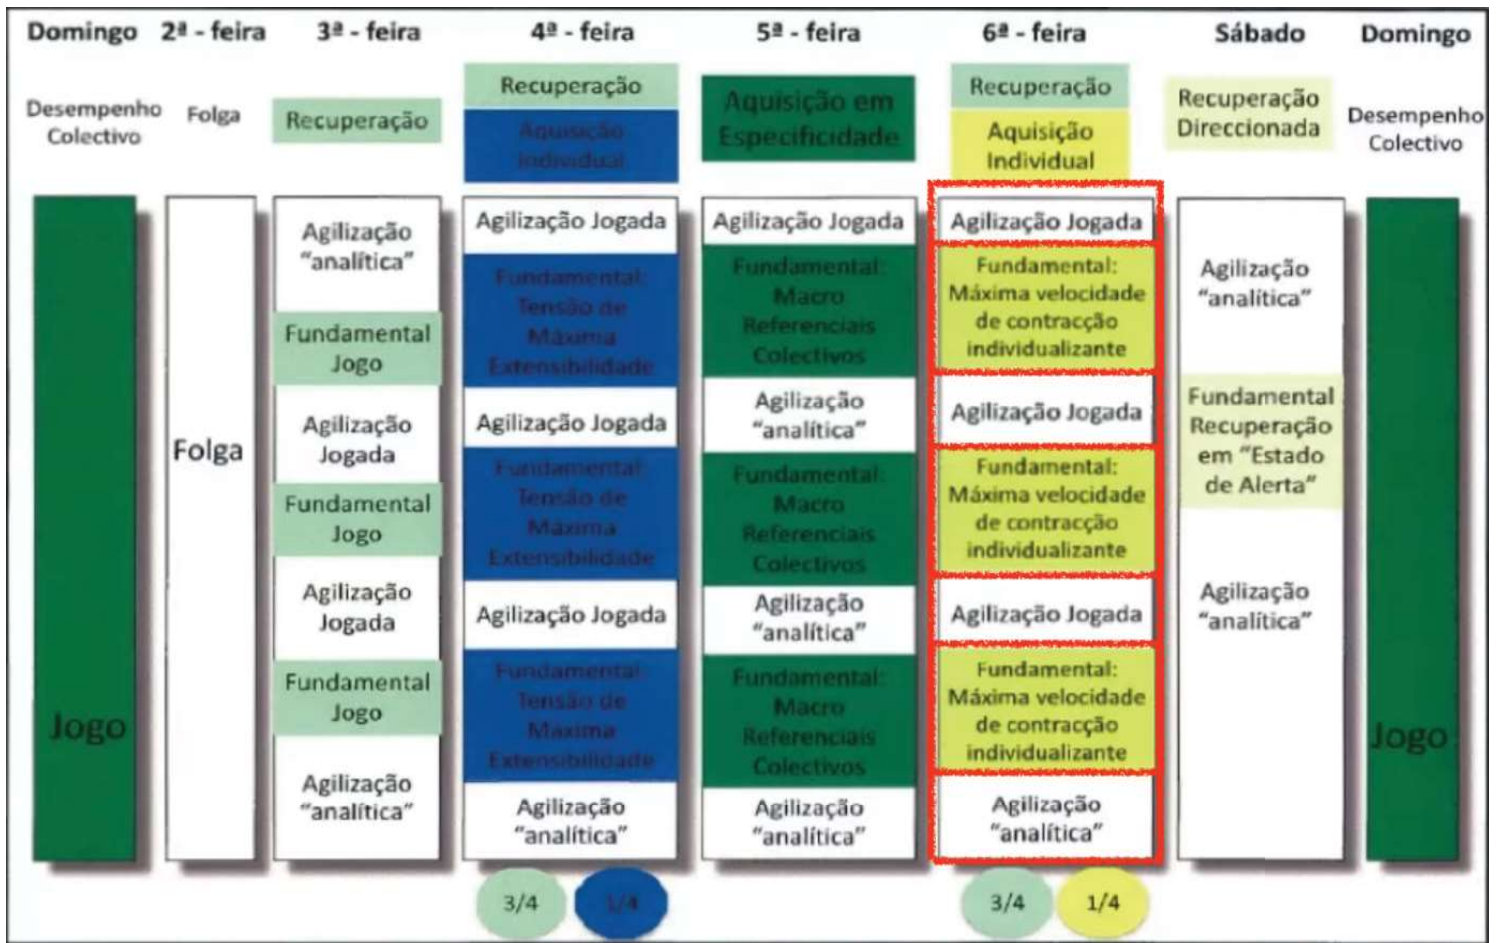 Domingo
2ª - feira
3ª - feira
4ª - feira
5ª - feira
6ª - feira
Sábado
Domingo
Desempenho
Colectivo
Folga
Recuperação
Recuperação
Aquisição
Individual
Aquisição em
Especificidade
Recuperação
Aquisição
Individual
Recuperação
Direccionada
Desempenho
Colectivo
Jogo
Folga
Agilização
“analítica”
Fundamental
Jogo
Agilização
Jogada
Fundamental
Jogo
Agilização
Jogada
Fundamental
Jogo
Agilização
“analítica”
Agilização Jogada
Fundamental:
Tensão de
Máxima
Extensibilidade
Agilização Jogada
Fundamental:
Tensão de
Máxima
Extensibilidade
Agilização Jogada
Fundamental:
Tensão de
Máxima
Extensibilidade
Agilização
“analítica”
3/4
1/4
Agilização Jogada
Fundamental:
Macro
Referenciais
Colectivos
Agilização
“analítica”
Fundamental:
Macro
Referenciais
Colectivos
Agilização
“analítica”
Fundamental:
Macro
Referenciais
Colectivos
Agilização
“analítica”
Agilização Jogada
Fundamental:
Máxima velocidade
de contracção
individualizante
Agilização Jogada
Fundamental:
Máxima velocidade
de contracção
individualizante
Agilização Jogada
Fundamental:
Máxima velocidade
de contracção
individualizante
Agilização
“analítica”
3/4
1/4
Agilização
“analítica”
Fundamental
Recuperação
em “Estado
de Alerta”
Agilização
“analítica”
Jogo